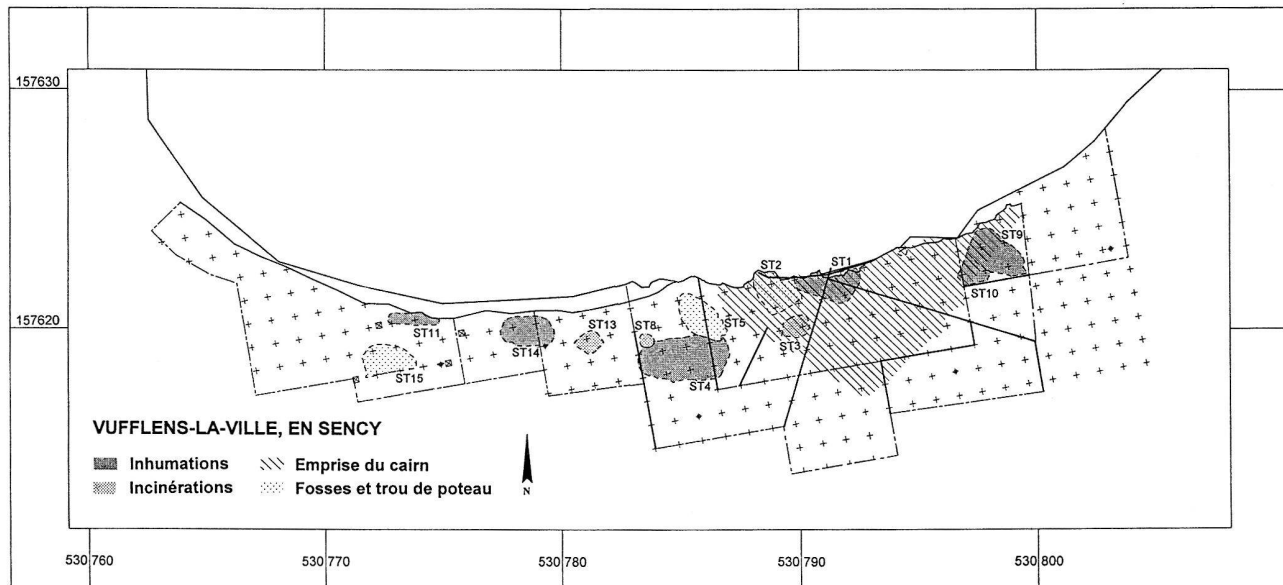 157630
ST9
ST2
ST1
ST10
ST13
ST8
ST5
157620
ST11
ST14
ST3
ST15
ST4
VUFFLENS-LA-VILLE, EN SENCY
Inhumations
Emprise du cairn
Incinérations
Fosses et trou de poteau
N
530 760
530 770
530 780
530 790
530 800